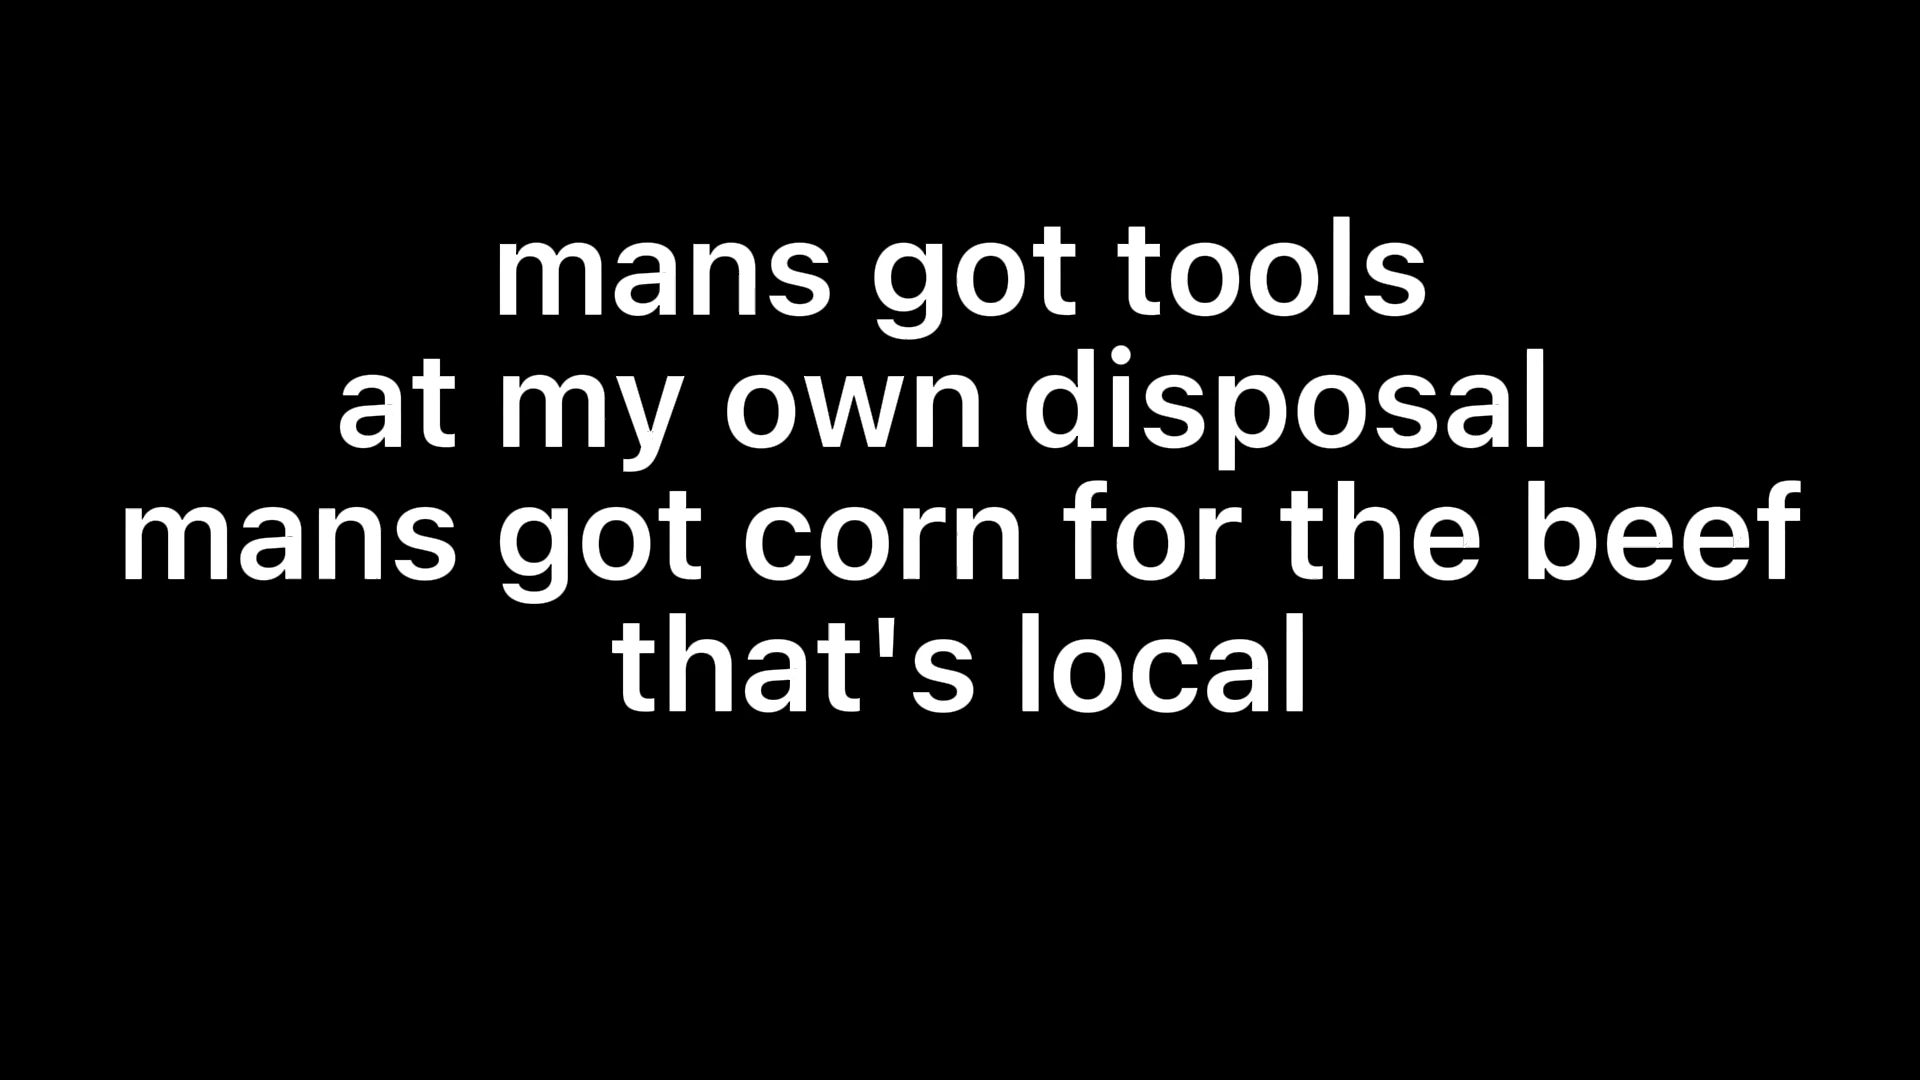 mans got tools
at my own disposal
mans got corn for the beef
that's local